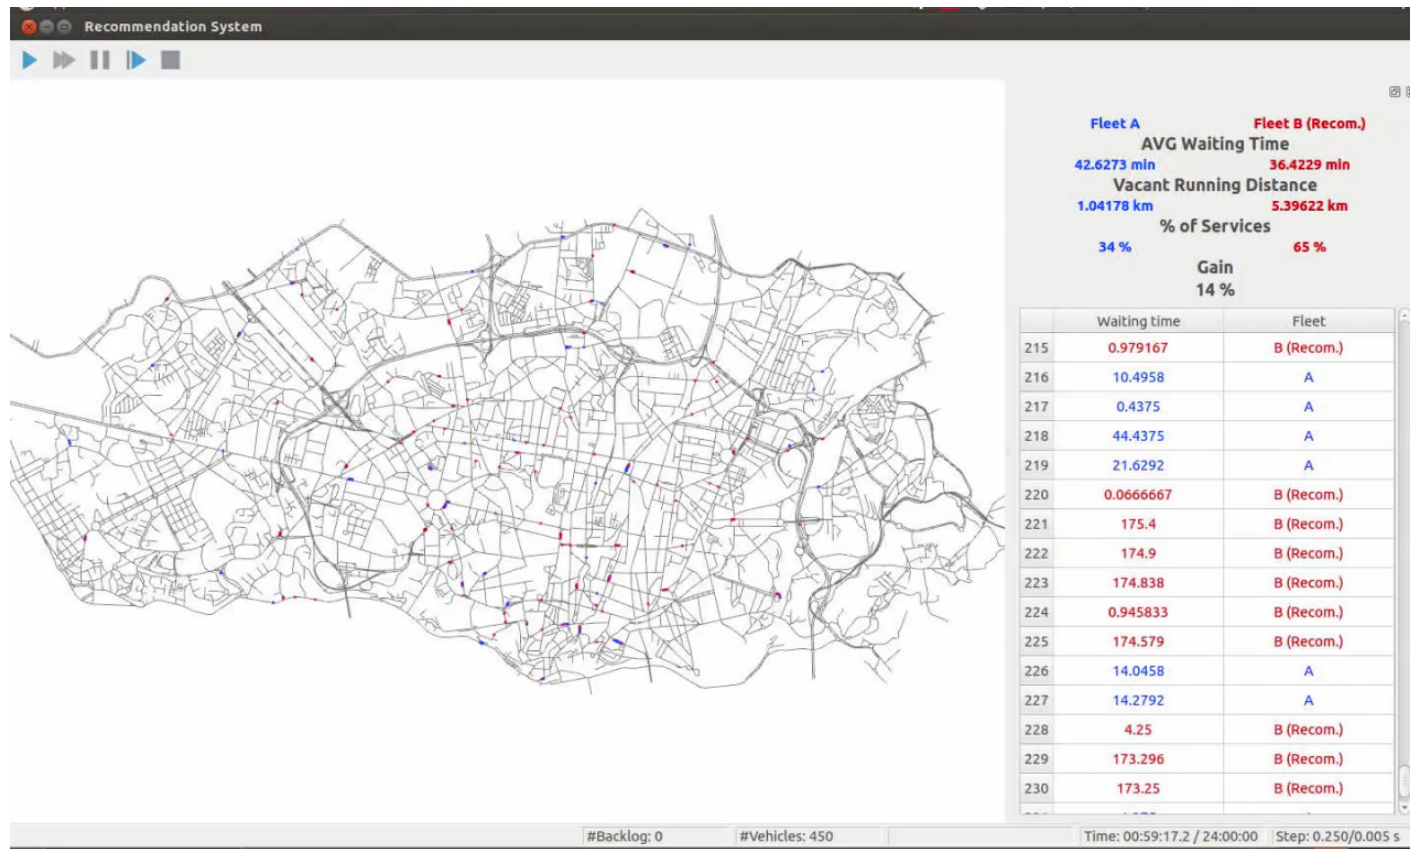 Recommendation System
Fleet A Fleet B (Recom.)
AVG Waiting Time
42.6273 min 36.4229 min
Vacant Running Distance
1.04178 km 5.39622 km
% of Services
34 % 65 %
Gain
14 %
Waiting time Fleet
215 0.979167 B (Recom.)
216 10.4958 A
217 0.4375 A
218 44.4375 A
219 21.6292 A
220 0.0666667 B (Recom.)
221 175.4 B (Recom.)
222 174.9 B (Recom.)
223 174.838 B (Recom.)
224 0.945833 B (Recom.)
225 174.579 B (Recom.)
226 14.0458 A
227 14.2792 A
228 4.25 B (Recom.)
229 173.296 B (Recom.)
230 173.25 B (Recom.)
#Backlog: 0 #Vehicles: 450 Time: 00:59:17.2 / 24:00:00 Step: 0.250/0.005 s